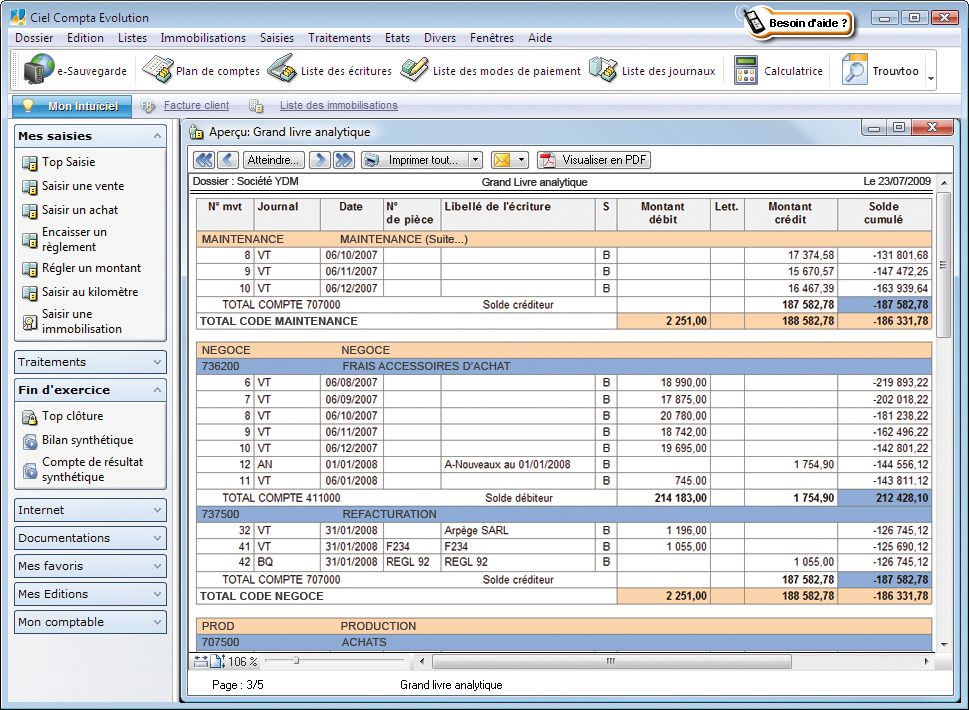 Ciel Compta Evolution
Besoin d'aide ?
Dossier Edition Listes Immobilisations Saisies Traitements Etats Divers Fenêtres Aide
e-Sauvegarde Plan de comptes Liste des écritures Liste des modes de paiement Liste des journaux Calculatrice Trouvtoo
Mon Intuiciel Facture client Liste des immobilisations
Mes saisies
Top Saisie
Saisir une vente
Saisir un achat
Encaisser un
règlement
Régler un montant
Saisir au kilomètre
Saisir une
immobilisation
Traitements
Fin d'exercice
Top clôture
Bilan synthétique
Compte de résultat
synthétique
Internet
Documentations
Mes favoris
Mes Editions
Mon comptable
Aperçu: Grand livre analytique
Atteindre... Imprimer tout... Visualiser en PDF
Dossier : Société YDM Grand Livre analytique Le 23/07/2009
N° mvt Journal Date N° Libellé de l'écriture S Montant Lett. Montant Solde
de pièce débit crédit cumulé
MAINTENANCE MAINTENANCE (Suite...)
8 VT 06/10/2007 B 17 374,58 -131 801,68
9 VT 06/11/2007 B 15 670,57 -147 472,25
10 VT 06/12/2007 B 16 467,39 -163 939,64
TOTAL COMPTE 707000 Solde créditeur 187 582,78 -187 582,78
TOTAL CODE MAINTENANCE 2 251,00 188 582,78 -186 331,78
NEGOCE NEGOCE
736200 FRAIS ACCESSOIRES D'ACHAT
6 VT 06/08/2007 B 18 990,00 -219 893,22
7 VT 06/09/2007 B 17 875,00 -202 018,22
8 VT 06/10/2007 B 20 780,00 -181 238,22
9 VT 06/11/2007 B 18 742,00 -162 496,22
10 VT 06/12/2007 B 19 695,00 -142 801,22
12 AN 01/01/2008 A-Nouveaux au 01/01/2008 B 1 754,90 -144 556,12
11 VT 06/01/2008 B 745.00 -143 811.12
TOTAL COMPTE 411000 Solde débiteur 214 183,00 1 754,90 212 428,10
737500 REFACTURATION
32 VT 31/01/2008 Arpège SARL B 1 196,00 -126 745,12
41 VT 31/01/2008 F234 F234 B 1 055,00 -125 690,12
42 BQ 31/01/2008 REGL 92 REGL 92 B 1 055,00 -126 745,12
TOTAL COMPTE 707000 Solde créditeur 187 582,78 -187 582,78
TOTAL CODE NEGOCE 2 251,00 188 582,78 -186 331,78
PROD PRODUCTION
707500 ACHATS
106 %
Page : 3/5 Grand livre analytique